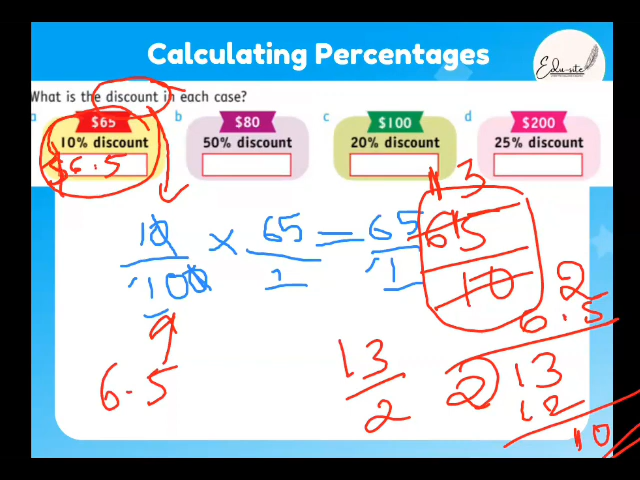 Calculating Percentages
Edu-site
What is the discount in each case?
a $65 b $80 c $100 d $200
10% discount 50% discount 20% discount 25% discount
$6.5
13
10/100 × 65/1 = 65/1 65/10
2
6.5
13/2 2 13
12
10
6.5